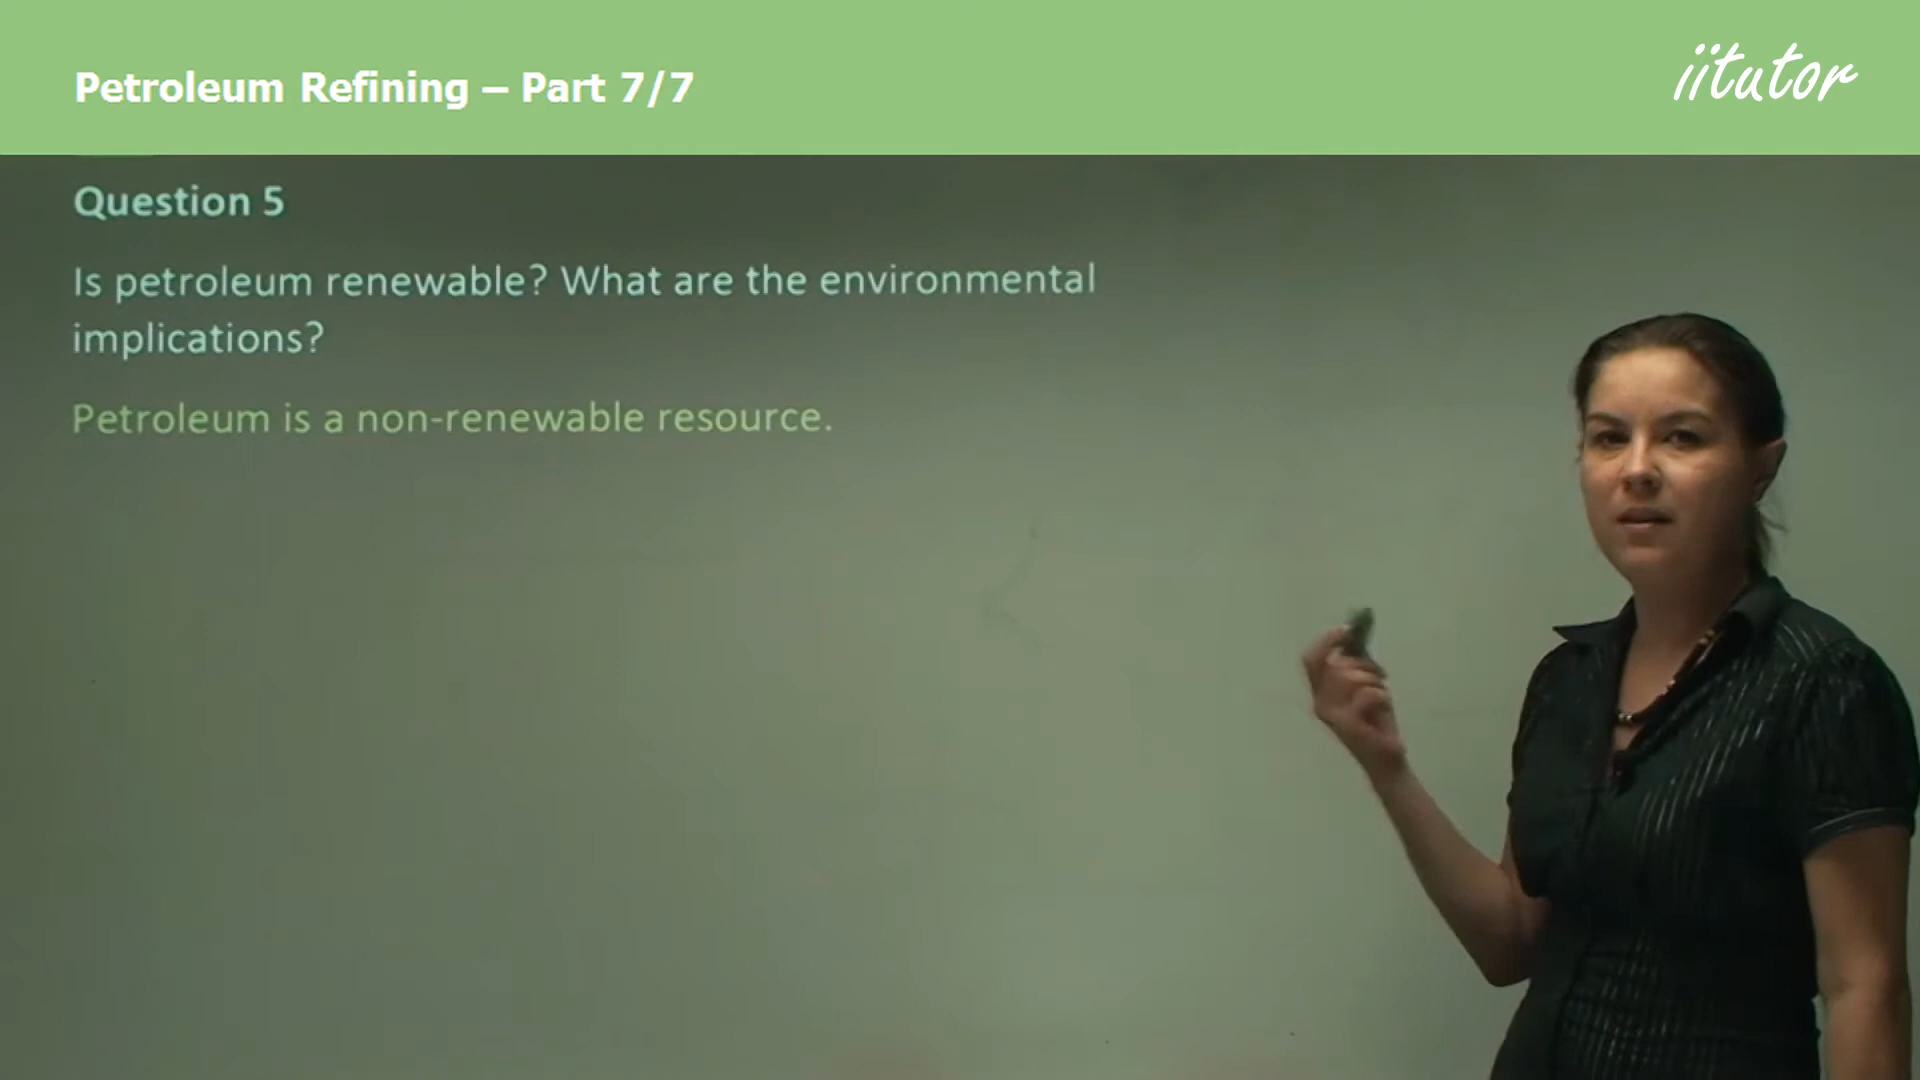 Petroleum Refining – Part 7/7
iitutor
Question 5
Is petroleum renewable? What are the environmental
implications?
Petroleum is a non-renewable resource.